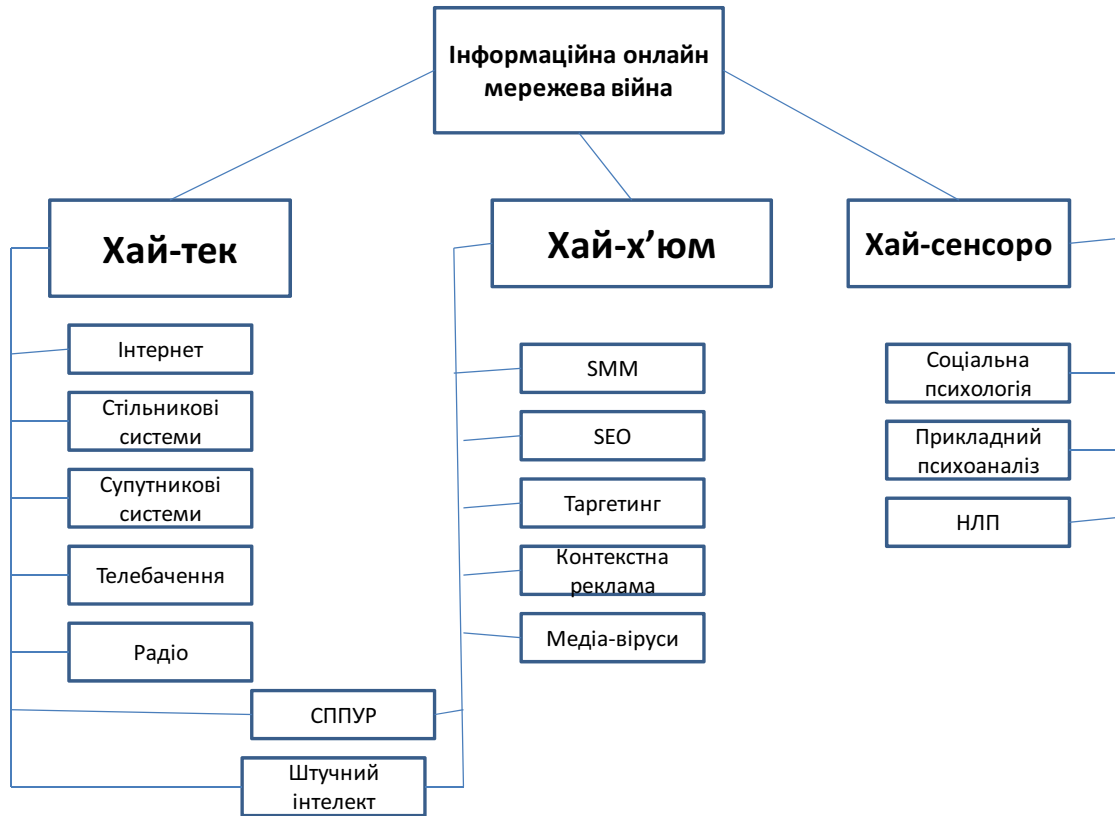 Інформаційна онлайн
мережева війна
Хай-тек
Інтернет
Стільникові
системи
Супутникові
системи
Телебачення
Радіо
СППУР
Штучний
інтелект
Хай-х’юм
SMM
SEO
Таргетинг
Контекстна
реклама
Медіа-віруси
Хай-сенсоро
Соціальна
психологія
Прикладний
психоаналіз
НЛП